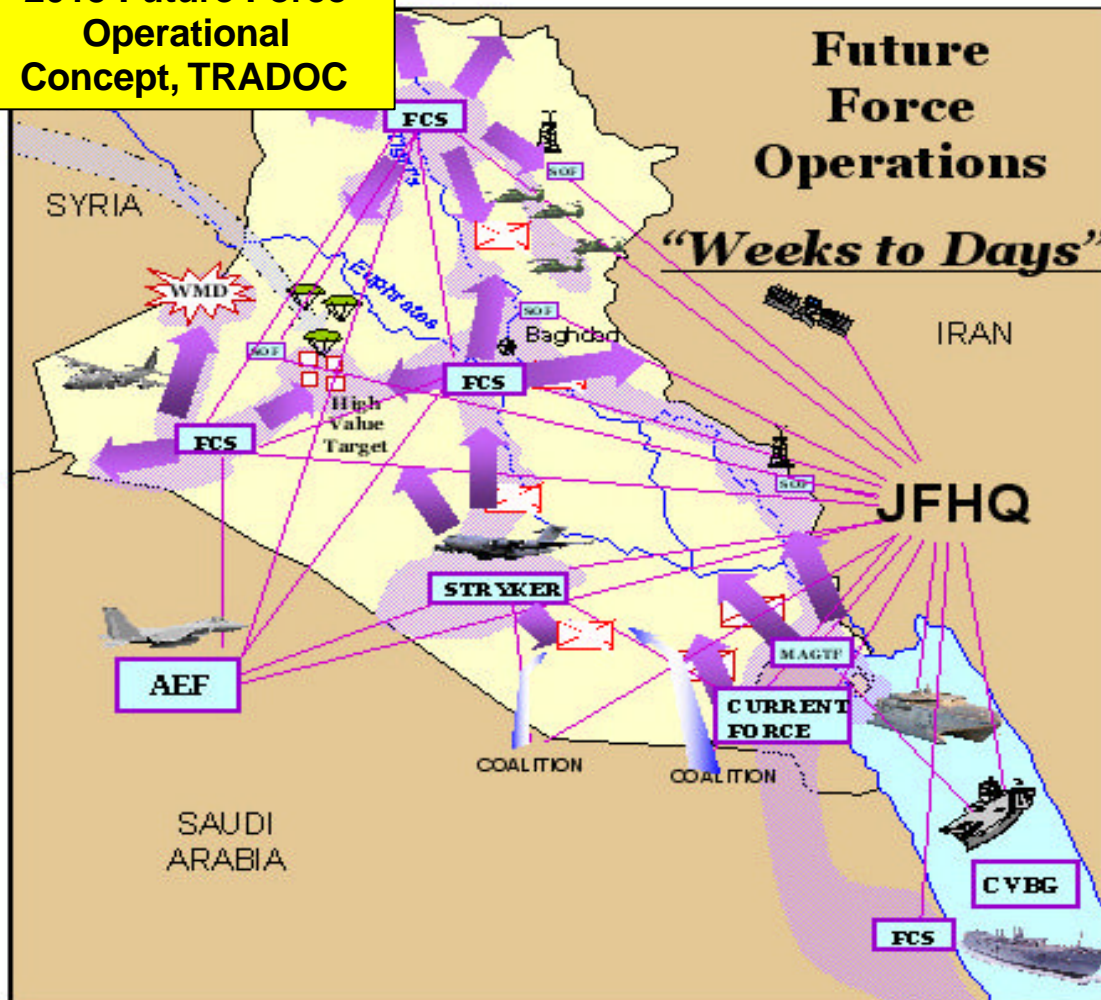 Operational
Concept, TRADOC
Future
Force
Operations
"Weeks to Days"
FCS
Tigris
SOF
SYRIA
WMD
Euphrates
SOF
Baghdad
IRAN
SOF
FCS
High
Value
Target
FCS
SOF
JFHQ
STRYKER
MAGTF
AEF
CURRENT
FORCE
COALITION
COALITION
SAUDI
ARABIA
CVBG
FCS